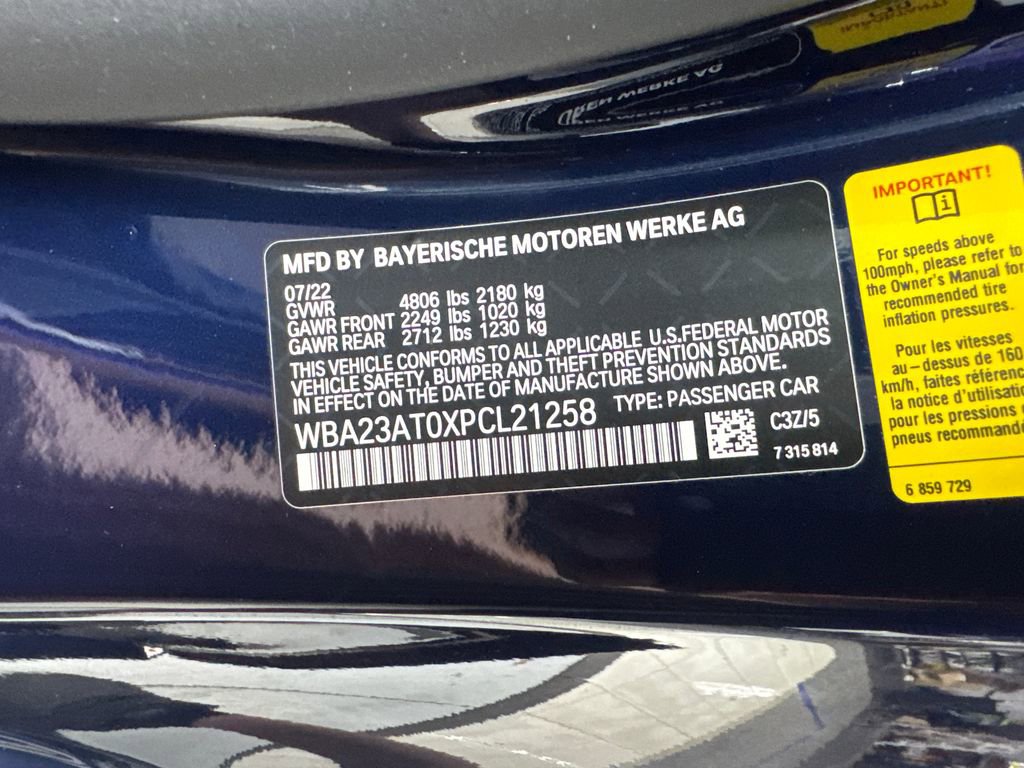 MFD BY BAYERISCHE MOTOREN WERKE AG
07/22
GVWR 4806 lbs 2180 kg
GAWR FRONT 2249 lbs 1020 kg
GAWR REAR 2712 lbs 1230 kg
THIS VEHICLE CONFORMS TO ALL APPLICABLE U.S.FEDERAL MOTOR
VEHICLE SAFETY, BUMPER AND THEFT PREVENTION STANDARDS
IN EFFECT ON THE DATE OF MANUFACTURE SHOWN ABOVE.
WBA23AT0XPCL21258 TYPE: PASSENGER CAR
C3Z/5
7 315 814
IMPORTANT!
i
For speeds above
100mph, please refer to
the Owner's Manual for
recommended tire
inflation pressures.
Pour les vitesses
au-dessus de 160
km/h, faites référenc
la notice d'utilisatio
pour les pressions
pneus recommandé
6 859 729